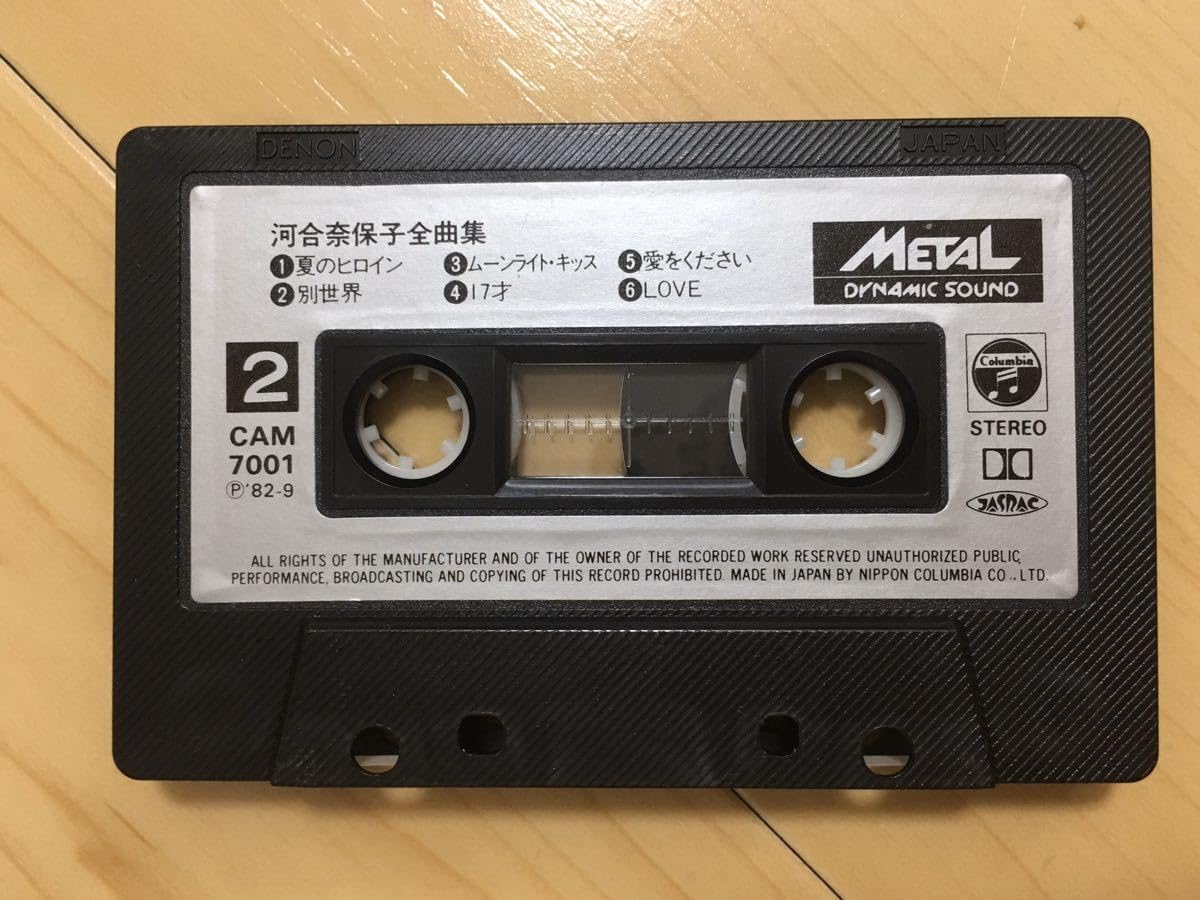 DENON
JAPAN
河合奈保子全曲集
❶夏のヒロイン ❸ムーンライト・キッス ❺愛をください
❷別世界 ❹17才 ❻LOVE
METAL
DYNAMIC SOUND
2
CAM
7001
Ⓟ'82-9
Columbia
STEREO
JASRAC
ALL RIGHTS OF THE MANUFACTURER AND OF THE OWNER OF THE RECORDED WORK RESERVED UNAUTHORIZED PUBLIC
PERFORMANCE, BROADCASTING AND COPYING OF THIS RECORD PROHIBITED. MADE IN JAPAN BY NIPPON COLUMBIA CO., LTD.